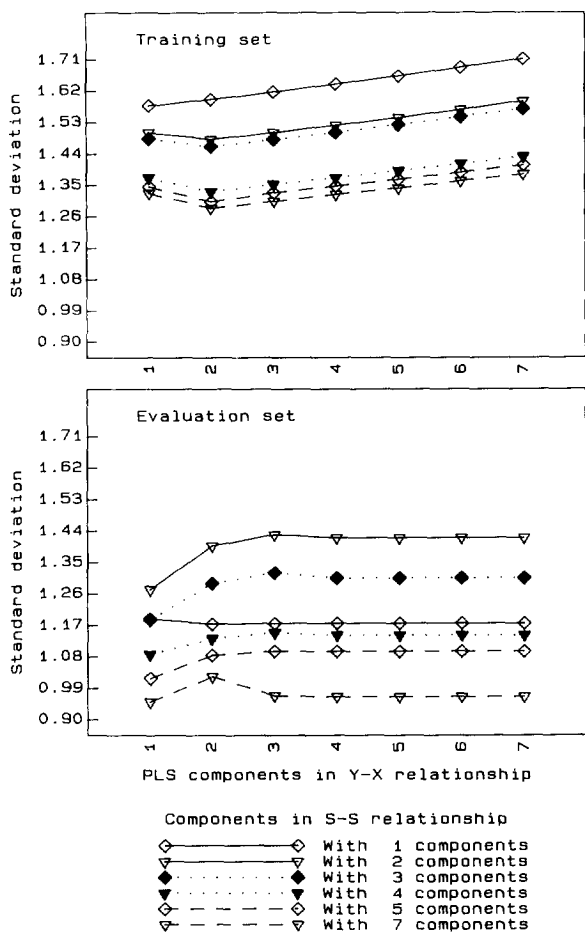 Training set
Standard deviation
1.71
1.62
1.53
1.44
1.35
1.26
1.17
1.08
0.99
0.90
1 2 3 4 5 6 7
Evaluation set
Standard deviation
1.71
1.62
1.53
1.44
1.35
1.26
1.17
1.08
0.99
0.90
1 2 3 4 5 6 7
PLS components in Y-X relationship
Components in S-S relationship
With 1 components
With 2 components
With 3 components
With 4 components
With 5 components
With 7 components